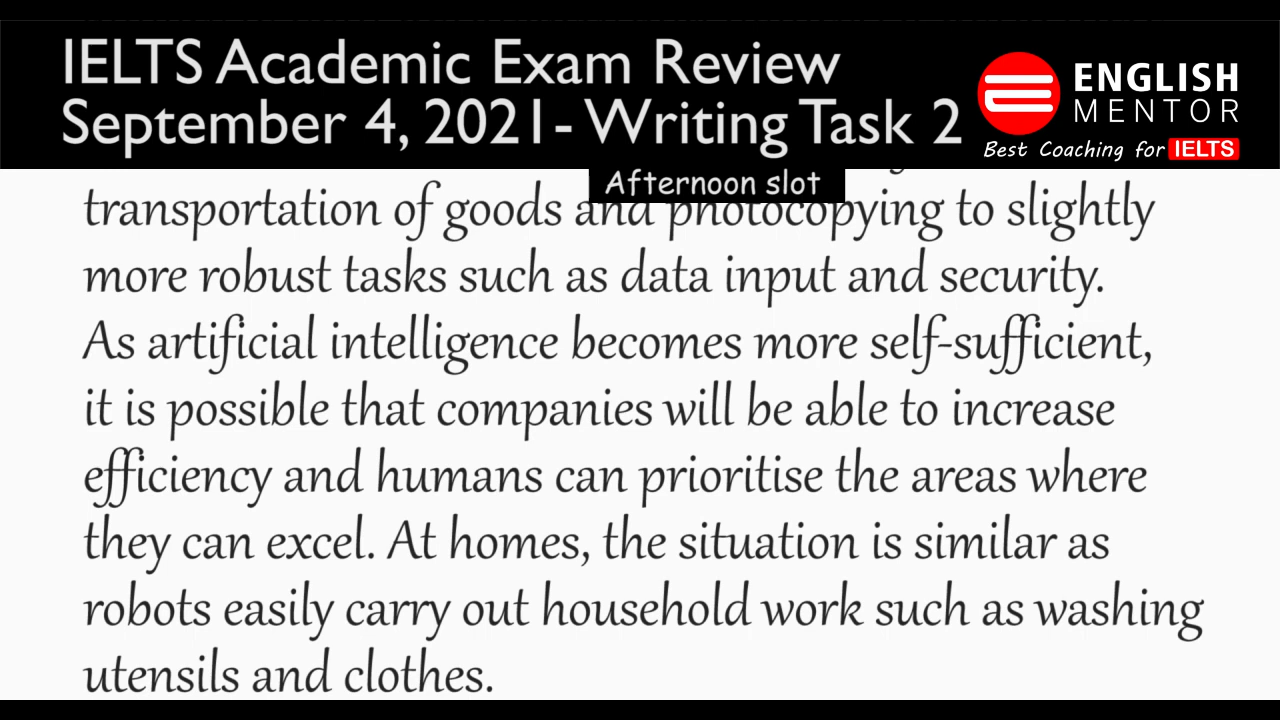 IELTS Academic Exam Review
September 4, 2021- Writing Task 2
ENGLISH
MENTOR
Best Coaching for IELTS
Afternoon slot
transportation of goods and photocopying to slightly
more robust tasks such as data input and security.
As artificial intelligence becomes more self-sufficient,
it is possible that companies will be able to increase
efficiency and humans can prioritise the areas where
they can excel. At homes, the situation is similar as
robots easily carry out household work such as washing
utensils and clothes.